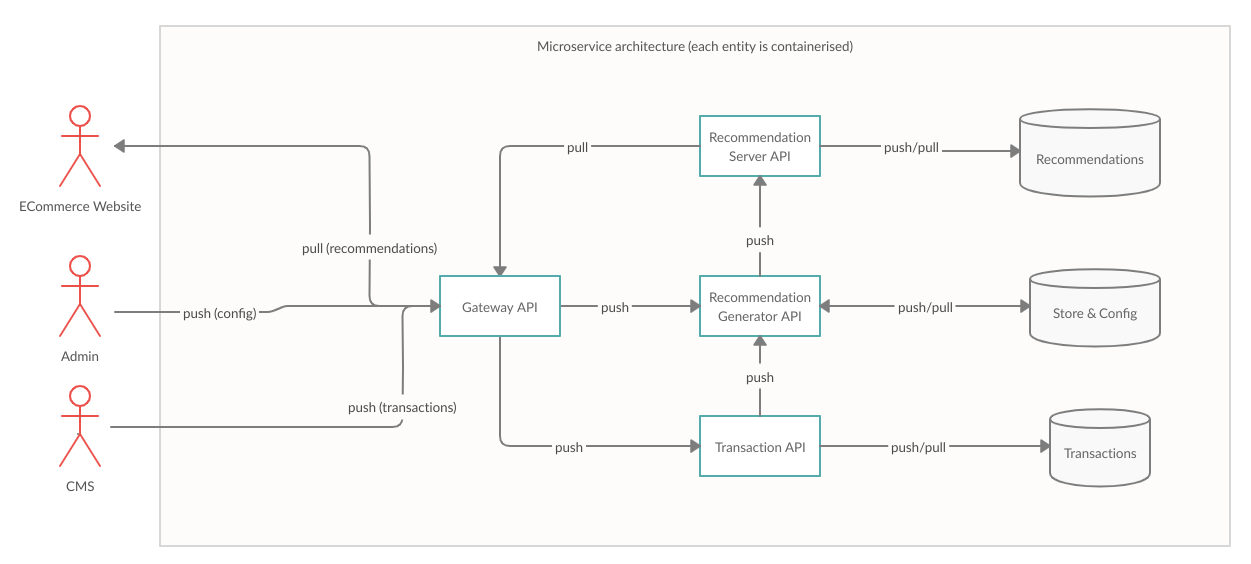 Microservice architecture (each entity is containerised)
ECommerce Website
pull (recommendations)
pull
Recommendation
Server API
push/pull
Recommendations
push
Admin
push (config)
Gateway API
push
Recommendation
Generator API
push/pull
Store & Config
push
CMS
push (transactions)
push
Transaction API
push/pull
Transactions